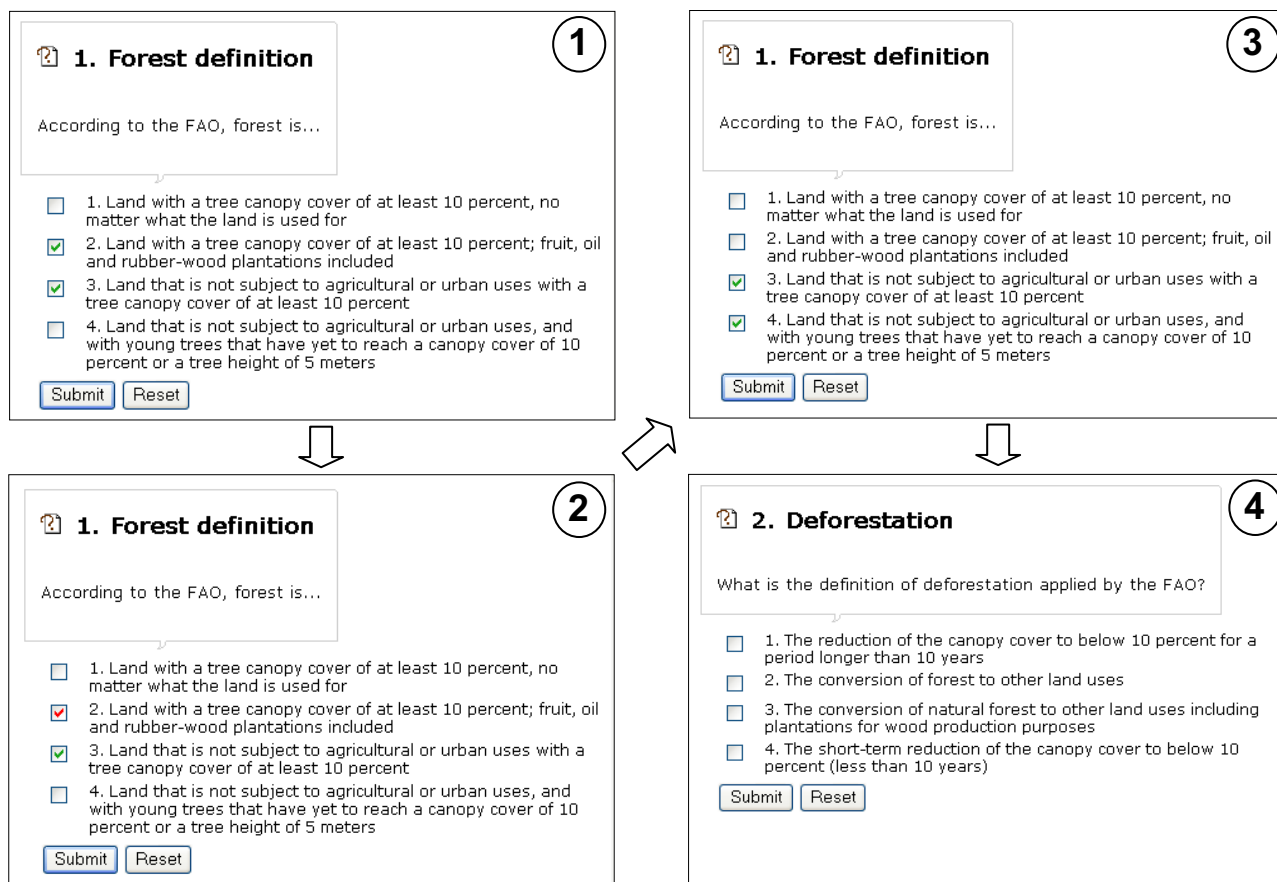 1
1. Forest definition
According to the FAO, forest is...
1. Land with a tree canopy cover of at least 10 percent, no
matter what the land is used for
2. Land with a tree canopy cover of at least 10 percent; fruit, oil
and rubber-wood plantations included
3. Land that is not subject to agricultural or urban uses with a
tree canopy cover of at least 10 percent
4. Land that is not subject to agricultural or urban uses, and
with young trees that have yet to reach a canopy cover of 10
percent or a tree height of 5 meters
Submit Reset
2
1. Forest definition
According to the FAO, forest is...
1. Land with a tree canopy cover of at least 10 percent, no
matter what the land is used for
2. Land with a tree canopy cover of at least 10 percent; fruit, oil
and rubber-wood plantations included
3. Land that is not subject to agricultural or urban uses with a
tree canopy cover of at least 10 percent
4. Land that is not subject to agricultural or urban uses, and
with young trees that have yet to reach a canopy cover of 10
percent or a tree height of 5 meters
Submit Reset
3
1. Forest definition
According to the FAO, forest is...
1. Land with a tree canopy cover of at least 10 percent, no
matter what the land is used for
2. Land with a tree canopy cover of at least 10 percent; fruit, oil
and rubber-wood plantations included
3. Land that is not subject to agricultural or urban uses with a
tree canopy cover of at least 10 percent
4. Land that is not subject to agricultural or urban uses, and
with young trees that have yet to reach a canopy cover of 10
percent or a tree height of 5 meters
Submit Reset
4
2. Deforestation
What is the definition of deforestation applied by the FAO?
1. The reduction of the canopy cover to below 10 percent for a
period longer than 10 years
2. The conversion of forest to other land uses
3. The conversion of natural forest to other land uses including
plantations for wood production purposes
4. The short-term reduction of the canopy cover to below 10
percent (less than 10 years)
Submit Reset